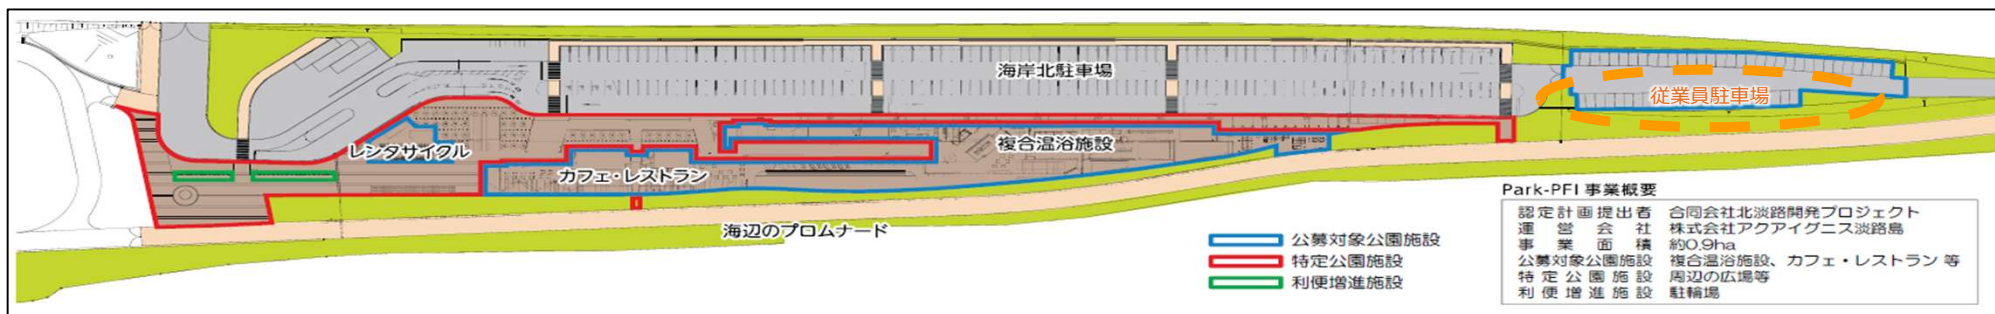 海岸北駐車場
従業員駐車場
レンタサイクル
複合温浴施設
カフェ・レストラン
海辺のプロムナード
公募対象公園施設
特定公園施設
利便増進施設
Park-PFI 事業概要
認定計画提出者 合同会社北淡路開発プロジェクト
運営会社 株式会社アクアイグニス淡路島
事業面積 約0.9ha
公募対象公園施設 複合温浴施設、カフェ・レストラン 等
特定公園施設 周辺の広場等
利便増進施設 駐輪場